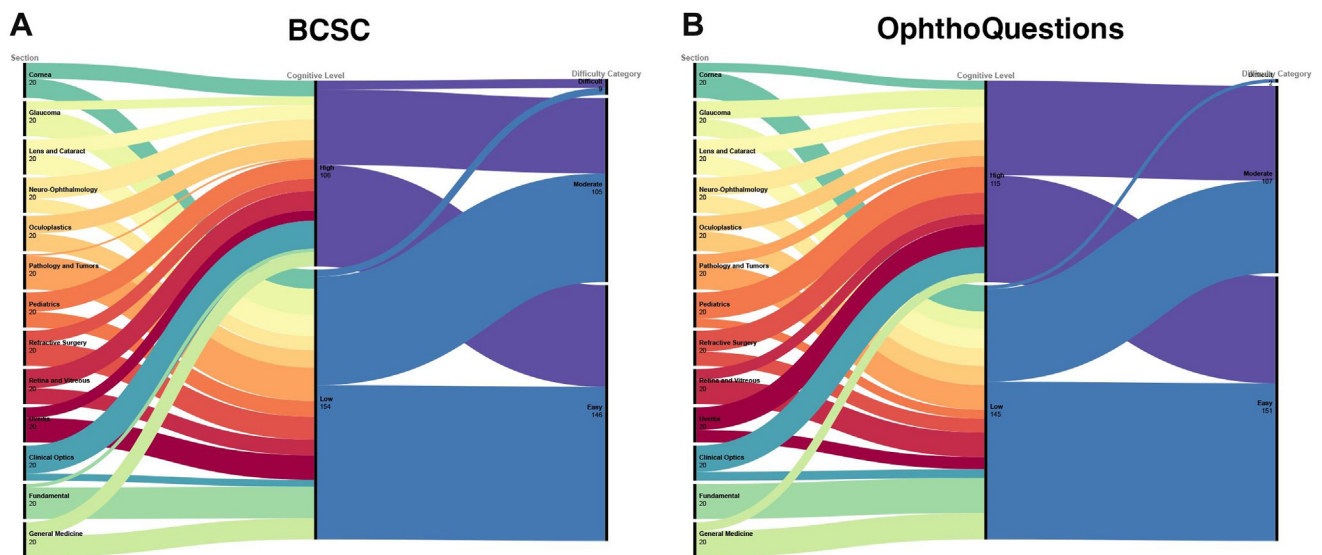 A
BCSC
Section
Cognitive Level
Difficulty Category
Cornea
20
Glaucoma
20
Lens and Cataract
20
Neuro-Ophthalmology
20
Oculoplastics
20
Pathology and Tumors
20
Pediatrics
20
Refractive Surgery
20
Retina and Vitreous
20
Uveitis
20
Clinical Optics
20
Fundamental
20
General Medicine
20
High
106
Low
154
Difficult
9
Moderate
105
Easy
146
B
OphthoQuestions
Section
Cognitive Level
Difficulty Category
Cornea
20
Glaucoma
20
Lens and Cataract
20
Neuro-Ophthalmology
20
Oculoplastics
20
Pathology and Tumors
20
Pediatrics
20
Refractive Surgery
20
Retina and Vitreous
20
Uveitis
20
Clinical Optics
20
Fundamental
20
General Medicine
20
High
115
Low
145
Difficult
2
Moderate
107
Easy
151